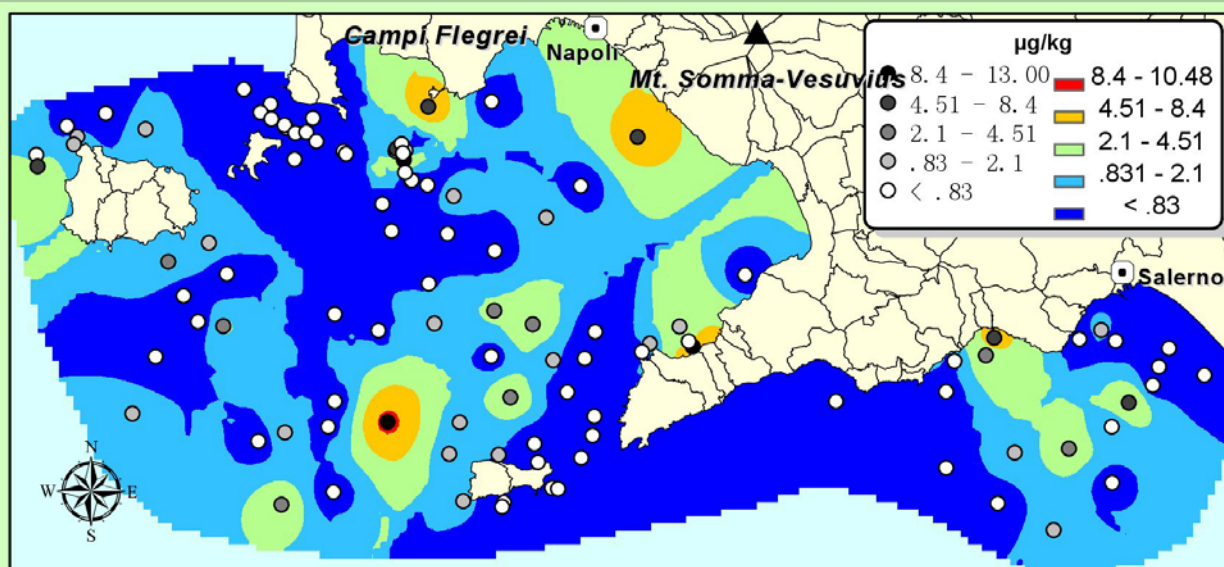 Campi Flegrei
Napoli
Mt. Somma-Vesuvius
µg/kg
8.4 - 13.00
4.51 - 8.4
2.1 - 4.51
.83 - 2.1
< .83
8.4 - 10.48
4.51 - 8.4
2.1 - 4.51
.831 - 2.1
< .83
Salerno
N
W E
S